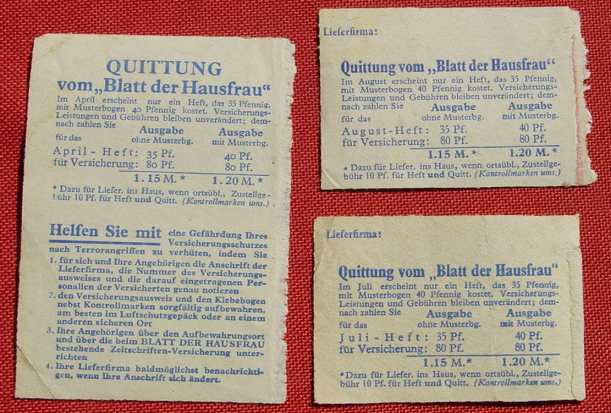 QUITTUNG
vom „Blatt der Hausfrau“
Im April erscheint nur ein Heft, das 35 Pfennig,
mit Musterbogen 40 Pfennig kostet. Versicherungs-
Leistungen und Gebühren bleiben unverändert; dem-
nach zahlen Sie Ausgabe Ausgabe
für das ohne Musterbg. mit Musterbg.
April-Heft: 35 Pf. 40 Pf.
für Versicherung: 80 Pf. 80 Pf.
1.15 M.* 1.20 M.*
* Dazu für Liefer. ins Haus, wenn ortsübl., Zustellge-
bühr 10 Pf. für Heft und Quitt. (Kontrollmarken ums.)
Helfen Sie mit eine Gefährdung Ihres
Versicherungsschutzes
nach Terrorangriffen zu verhüten, indem Sie
1. für sich und Ihre Angehörigen die Anschrift der
Lieferfirma, die Nummer des Versicherungs-
ausweises und die darauf eingetragenen Per-
sonalien der Versicherten genau notieren
2. den Versicherungsausweis und den Klebebogen
nebst Kontrollmarken sorgfältig aufbewahren,
am besten im Luftschutzgepäck oder an einem
anderen sicheren Ort
3. Ihre Angehörigen über den Aufbewahrungsort
und über die beim BLATT DER HAUSFRAU
bestehende Zeitschriften-Versicherung unter-
richten
4. Ihre Lieferfirma baldmöglichst benachrichti-
gen, wenn Ihre Anschrift sich ändert.
Lieferfirma:
Quittung vom „Blatt der Hausfrau“
Im August erscheint nur ein Heft, das 35 Pfennig,
mit Musterbogen 40 Pfennig kostet. Versicherungs-
Leistungen und Gebühren bleiben unverändert; dem-
nach zahlen Sie Ausgabe Ausgabe
für das ohne Musterbg. mit Musterbg.
August-Heft: 35 Pf. 40 Pf.
für Versicherung: 80 Pf. 80 Pf.
1.15 M.* 1.20 M.*
* Dazu für Liefer. ins Haus, wenn ortsübl., Zustellge-
bühr 10 Pf. für Heft und Quitt. (Kontrollmarken ums.)
Lieferfirma:
Quittung vom „Blatt der Hausfrau“
Im Juli erscheint nur ein Heft, das 35 Pfennig,
mit Musterbogen 40 Pfennig kostet. Versicherungs-
Leistungen und Gebühren bleiben unverändert; dem-
nach zahlen Sie Ausgabe Ausgabe
für das ohne Musterbg. mit Musterbg.
Juli-Heft: 35 Pf. 40 Pf.
für Versicherung: 80 Pf. 80 Pf.
1.15 M.* 1.20 M.*
* Dazu für Liefer. ins Haus, wenn ortsübl., Zustellge-
bühr 10 Pf. für Heft und Quitt. (Kontrollmarken ums.)